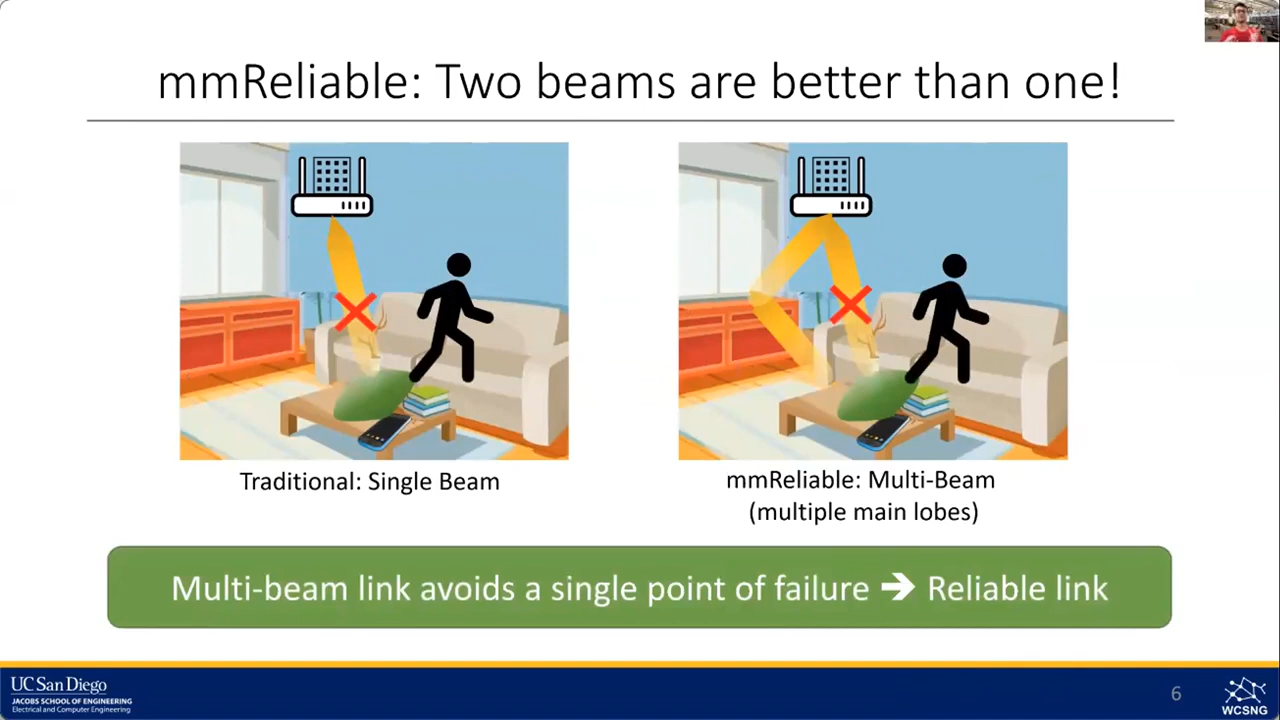 mmReliable: Two beams are better than one!
Traditional: Single Beam
mmReliable: Multi-Beam
(multiple main lobes)
Multi-beam link avoids a single point of failure ➔ Reliable link
UC San Diego
JACOBS SCHOOL OF ENGINEERING
Electrical and Computer Engineering
6
WCSNG